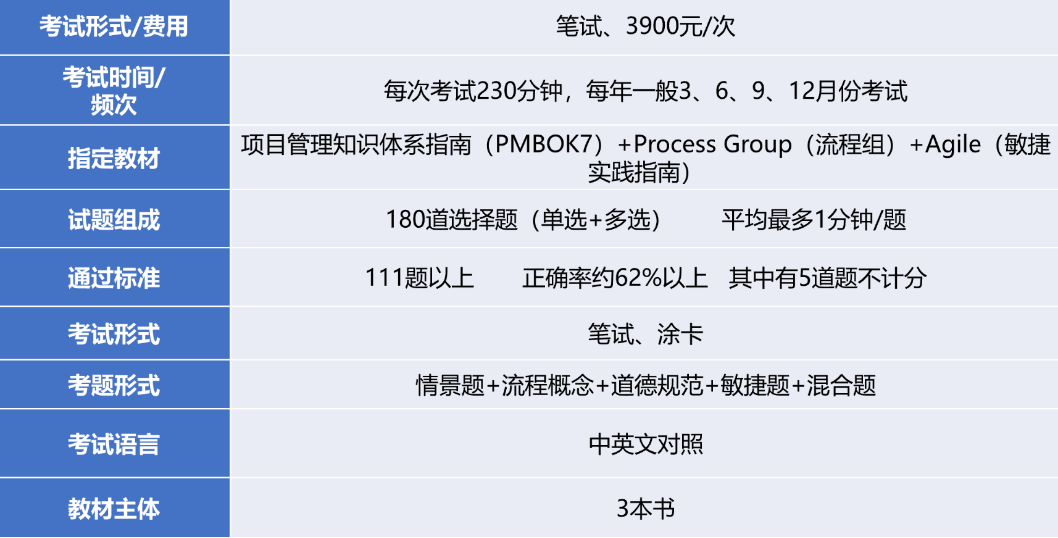 考试形式/费用
笔试、3900元/次
考试时间/
频次
每次考试230分钟，每年一般3、6、9、12月份考试
指定教材
项目管理知识体系指南（PMBOK7）+Process Group（流程组）+Agile（敏捷
实践指南）
试题组成
180道选择题（单选+多选） 平均最多1分钟/题
通过标准
111题以上 正确率约62%以上 其中有5道题不计分
考试形式
笔试、涂卡
考题形式
情景题+流程概念+道德规范+敏捷题+混合题
考试语言
中英文对照
教材主体
3本书